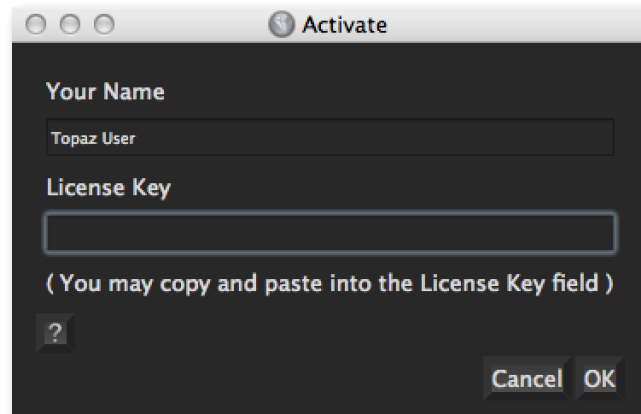 Activate
Your Name
Topaz User
License Key
( You may copy and paste into the License Key field )
?
Cancel OK